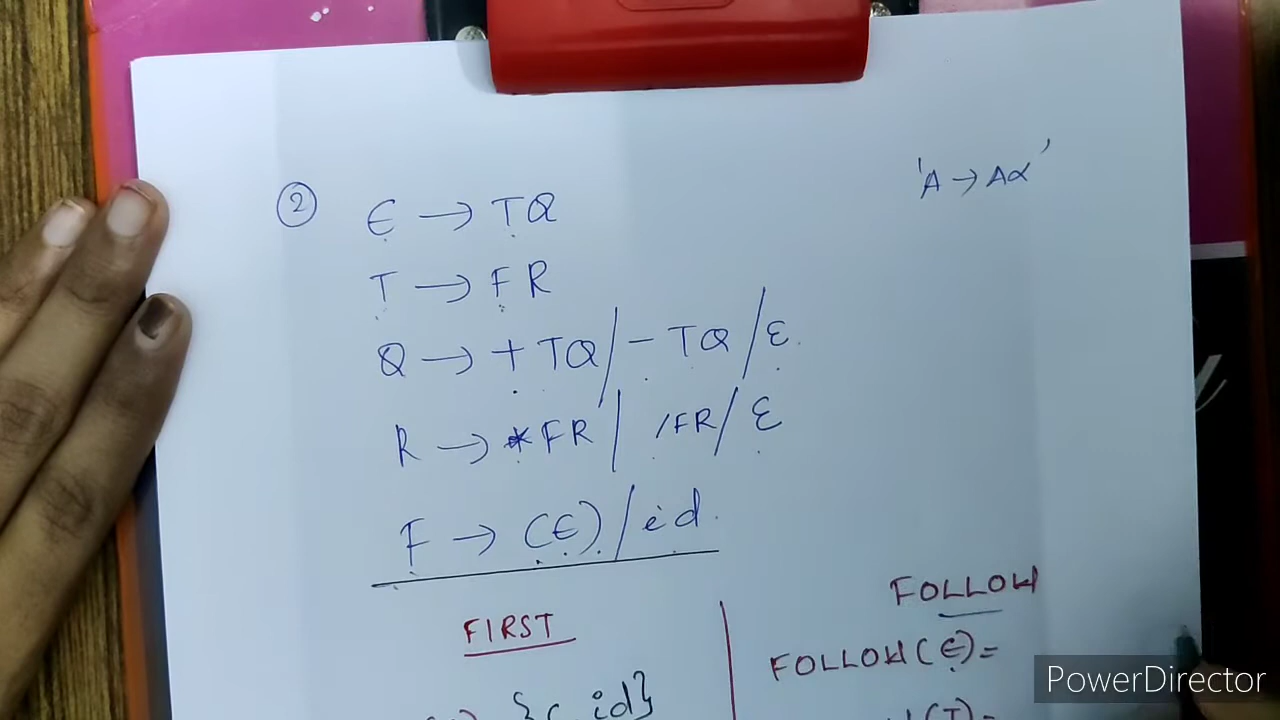 ② E → TQ
'A → Aα'
T → FR
Q → + TQ / - TQ / ε
R → *FR | /FR / ε
F → (E) / id
FIRST
FOLLOW
FOLLOW(E) =
{(, id}
(T) =
PowerDirector